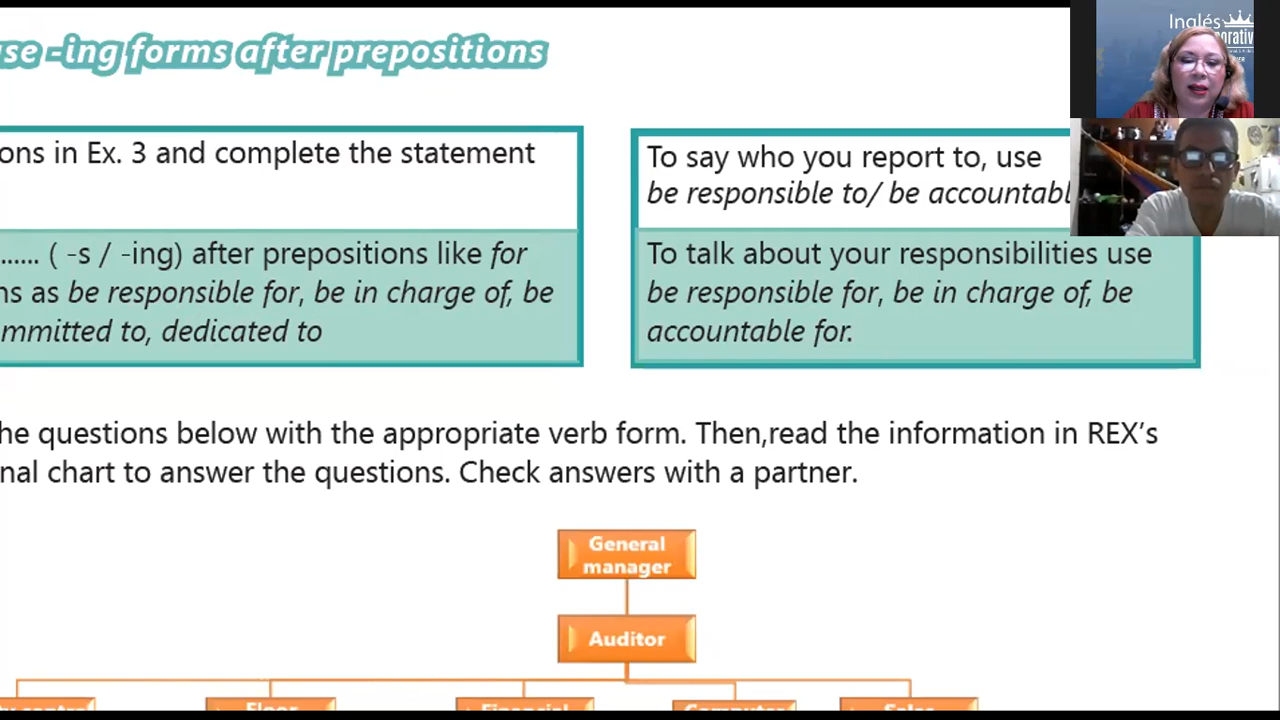 se -ing forms after prepositions
Inglés
ons in Ex. 3 and complete the statement
...... ( -s / -ing) after prepositions like for
ns as be responsible for, be in charge of, be
mmitted to, dedicated to
To say who you report to, use
be responsible to/ be accountabl
To talk about your responsibilities use
be responsible for, be in charge of, be
accountable for.
he questions below with the appropriate verb form. Then,read the information in REX’s
nal chart to answer the questions. Check answers with a partner.
General
manager
Auditor
Floor
Financial
Computer
Sales